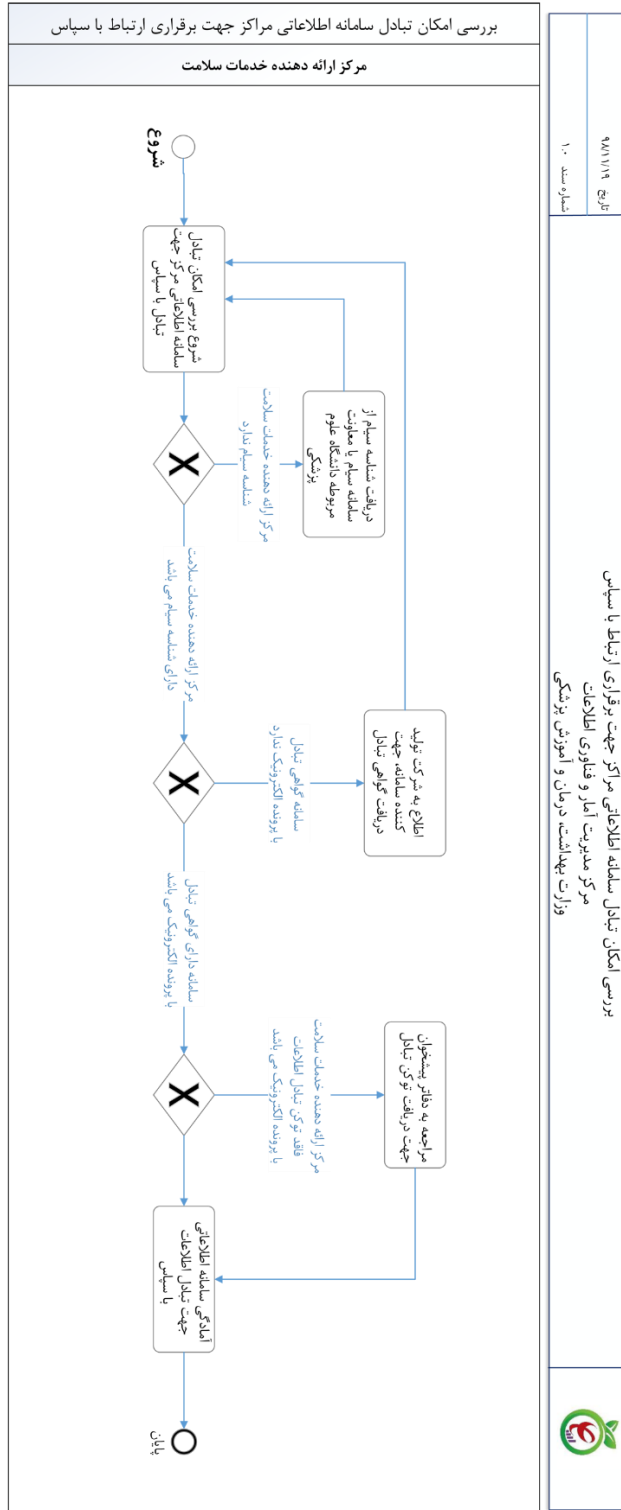 بررسی امکان تبادل سامانه اطلاعاتی مراکز جهت برقراری ارتباط با سپاس
مرکز مدیریت آمار و فناوری اطلاعات
وزارت بهداشت، درمان و آموزش پزشکی
تاریخ ۹۸/۱۱/۱۹
شماره سند ۱.۰
بررسی امکان تبادل سامانه اطلاعاتی مراکز جهت برقراری ارتباط با سپاس
مرکز ارائه دهنده خدمات سلامت
شروع
شروع بررسی امکان تبادل
سامانه اطلاعاتی مرکز جهت
تبادل با سپاس
X
مرکز ارائه دهنده خدمات سلامت
شناسه سیام ندارد
دریافت شناسه سیام از
سامانه سیام یا معاونت
مربوطه دانشگاه علوم
پزشکی
مرکز ارائه دهنده خدمات سلامت
دارای شناسه سیام می باشد
X
سامانه گواهی تبادل
با پرونده الکترونیک ندارد
اطلاع به شرکت تولید
کننده سامانه، جهت
دریافت گواهی تبادل
سامانه دارای گواهی تبادل
با پرونده الکترونیک می باشد
X
مرکز ارائه دهنده خدمات سلامت
فاقد توکن تبادل اطلاعات
با پرونده الکترونیک می باشد
مراجعه به دفاتر پیشخوان
جهت دریافت توکن تبادل
آمادگی سامانه اطلاعاتی
جهت تبادل اطلاعات
با سپاس
پایان